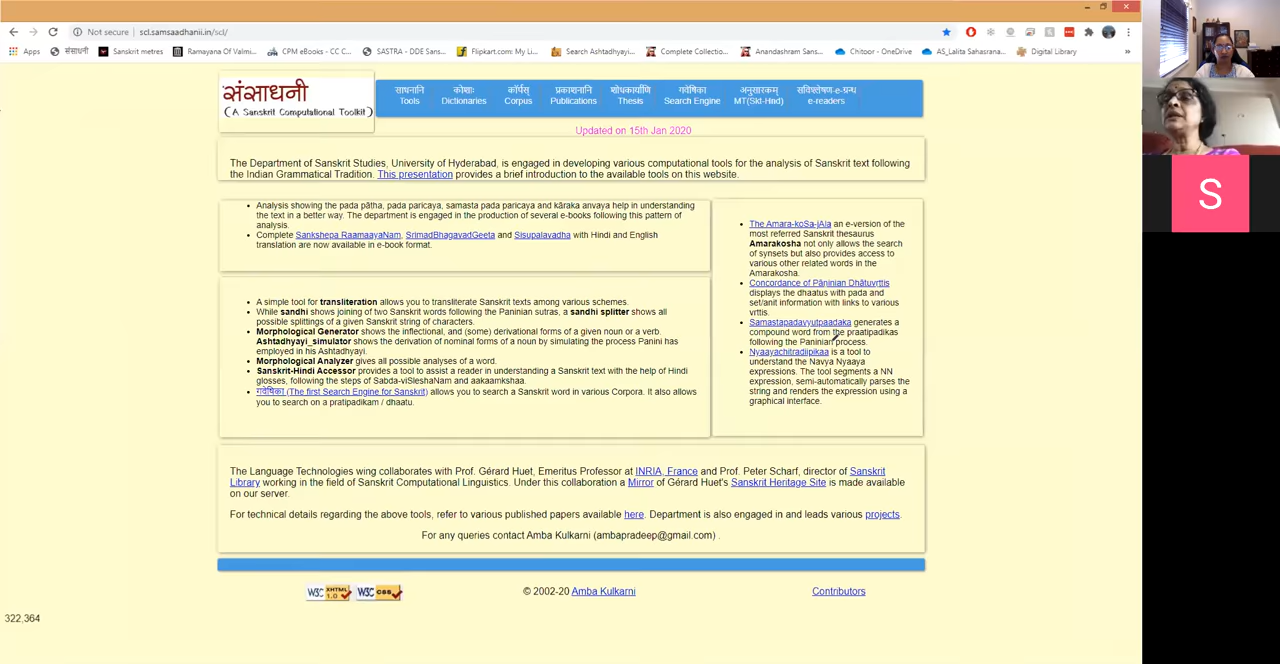 Not secure | scl.samsaadhanii.in/scl/
Apps संसाधनी Sanskrit metres Ramayana Of Valmi... CPM eBooks - CC C... SASTRA - DDE Sans... Flipkart.com: My Li... Search Ashtadhyayi... Complete Collectio... Anandashram Sans... Chitoor - OneDrive AS_Lalita Sahasrana... Digital Library »
संसाधनी
(A Sanskrit Computational Toolkit)
साधनानि कोशाः कॉर्पस् प्रकाशनानि शोधकार्याणि गवेषिका अनुसारकम् सविश्लेषण-e-ग्रन्थ
Tools Dictionaries Corpus Publications Thesis Search Engine MT(Skt-Hnd) e-readers
Updated on 15th Jan 2020
The Department of Sanskrit Studies, University of Hyderabad, is engaged in developing various computational tools for the analysis of Sanskrit text following
the Indian Grammatical Tradition. This presentation provides a brief introduction to the available tools on this website.
Analysis showing the pada pātha, pada paricaya, samasta pada paricaya and kāraka anvaya help in understanding
the text in a better way. The department is engaged in the production of several e-books following this pattern of
analysis.
Complete Sankshepa RaamaayaNam, SrimadBhagavadGeeta and Sisupalavadha with Hindi and English
translation are now available in e-book format.
A simple tool for transliteration allows you to transliterate Sanskrit texts among various schemes.
While sandhi shows joining of two Sanskrit words following the Paninian sutras, a sandhi splitter shows all
possible splittings of a given Sanskrit string of characters.
Morphological Generator shows the inflectional, and (some) derivational forms of a given noun or a verb.
Ashtadhyayi_simulator shows the derivation of nominal forms of a noun by simulating the process Panini has
employed in his Ashtadhyayi.
Morphological Analyzer gives all possible analyses of a word.
Sanskrit-Hindi Accessor provides a tool to assist a reader in understanding a Sanskrit text with the help of Hindi
glosses, following the steps of Sabda-viSleshaNam and aakaamkshaa.
गवेषिका (The first Search Engine for Sanskrit) allows you to search a Sanskrit word in various Corpora. It also allows
you to search on a pratipadikam / dhaatu.
The Amara-koSa-jAla an e-version of the
most referred Sanskrit thesaurus
Amarakosha not only allows the search
of synsets but also provides access to
various other related words in the
Amarakosha.
Concordance of Pāṇinian Dhātuvṛttis
displays the dhaatus with pada and
set/anit information with links to various
vrttis.
Samastapadavyutpaadaka generates a
compound word from the praatipadikas
following the Paninian process.
Nyaayachitradiipikaa is a tool to
understand the Navya Nyaaya
expressions. The tool segments a NN
expression, semi-automatically parses the
string and renders the expression using a
graphical interface.
The Language Technologies wing collaborates with Prof. Gérard Huet, Emeritus Professor at INRIA, France and Prof. Peter Scharf, director of Sanskrit
Library working in the field of Sanskrit Computational Linguistics. Under this collaboration a Mirror of Gérard Huet's Sanskrit Heritage Site is made available
on our server.
For technical details regarding the above tools, refer to various published papers available here. Department is also engaged in and leads various projects.
For any queries contact Amba Kulkarni (ambapradeep@gmail.com) .
W3C XHTML 1.0 W3C css
© 2002-20 Amba Kulkarni
Contributors
322,364
S